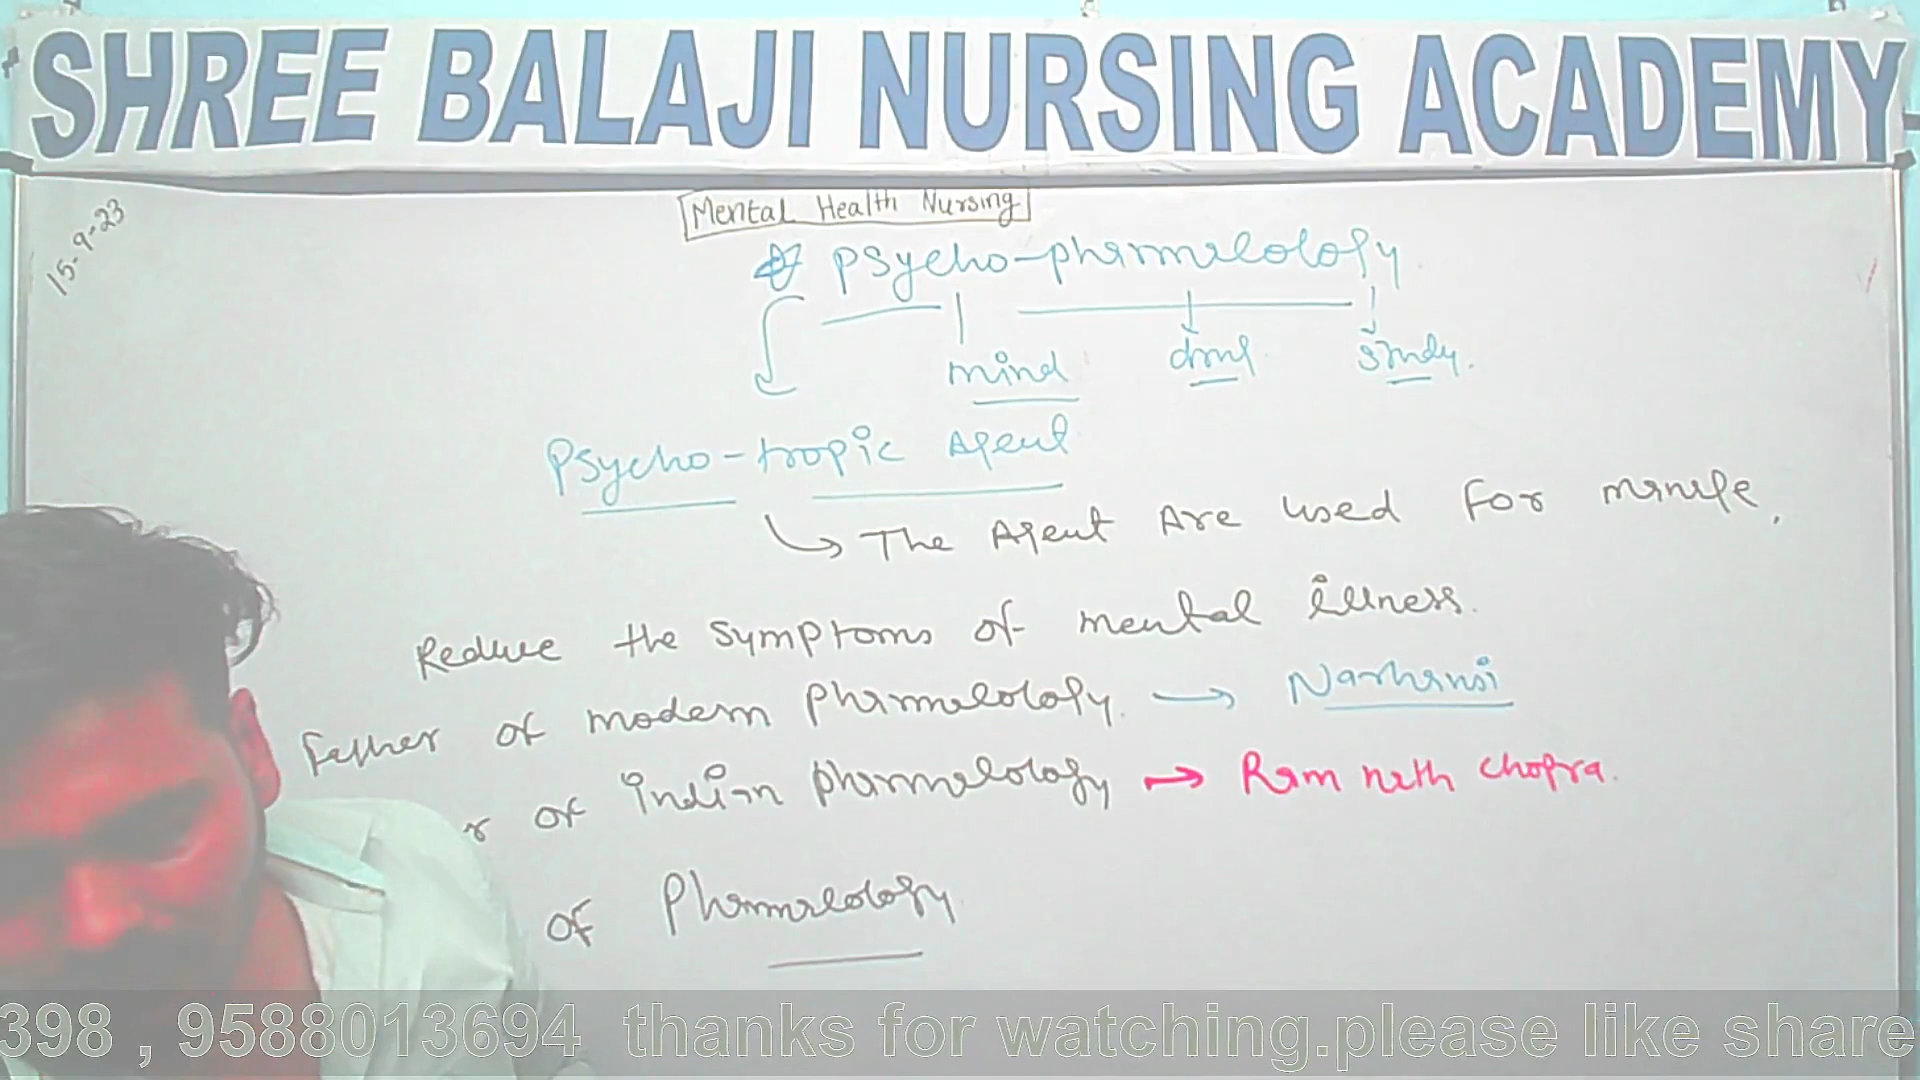 SHREE BALAJI NURSING ACADEMY
15-9-23
Mental Health Nursing
Psycho-pharmacology
mind drug study.
Psycho-tropic Agent
The Agent Are used For manage,
Reduce the symptoms of mental illness.
Father of modern pharmacology →
r of indian pharmacology → Ram nath chopra.
of Pharmacology
398 , 9588013694 thanks for watching.please like share